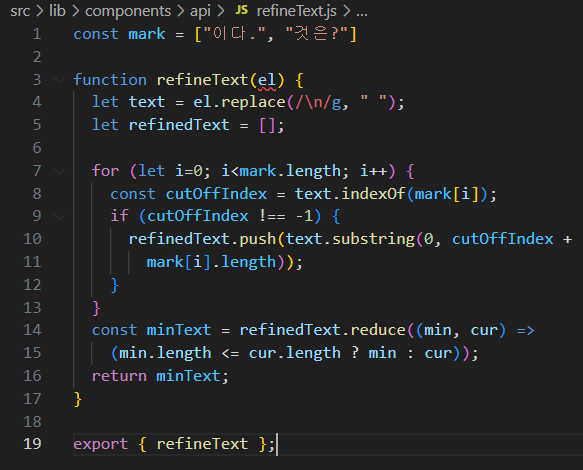 src > lib > components > api > JS refineText.js > ...
1 const mark = ["이다.", "것은?"]
2
3 function refineText(el) {
4   let text = el.replace(/\n/g, " ");
5   let refinedText = [];
6
7   for (let i=0; i<mark.length; i++) {
8     const cutOffIndex = text.indexOf(mark[i]);
9     if (cutOffIndex !== -1) {
10       refinedText.push(text.substring(0, cutOffIndex +
11         mark[i].length));
12     }
13   }
14   const minText = refinedText.reduce((min, cur) =>
15     (min.length <= cur.length ? min : cur));
16   return minText;
17 }
18
19 export { refineText };